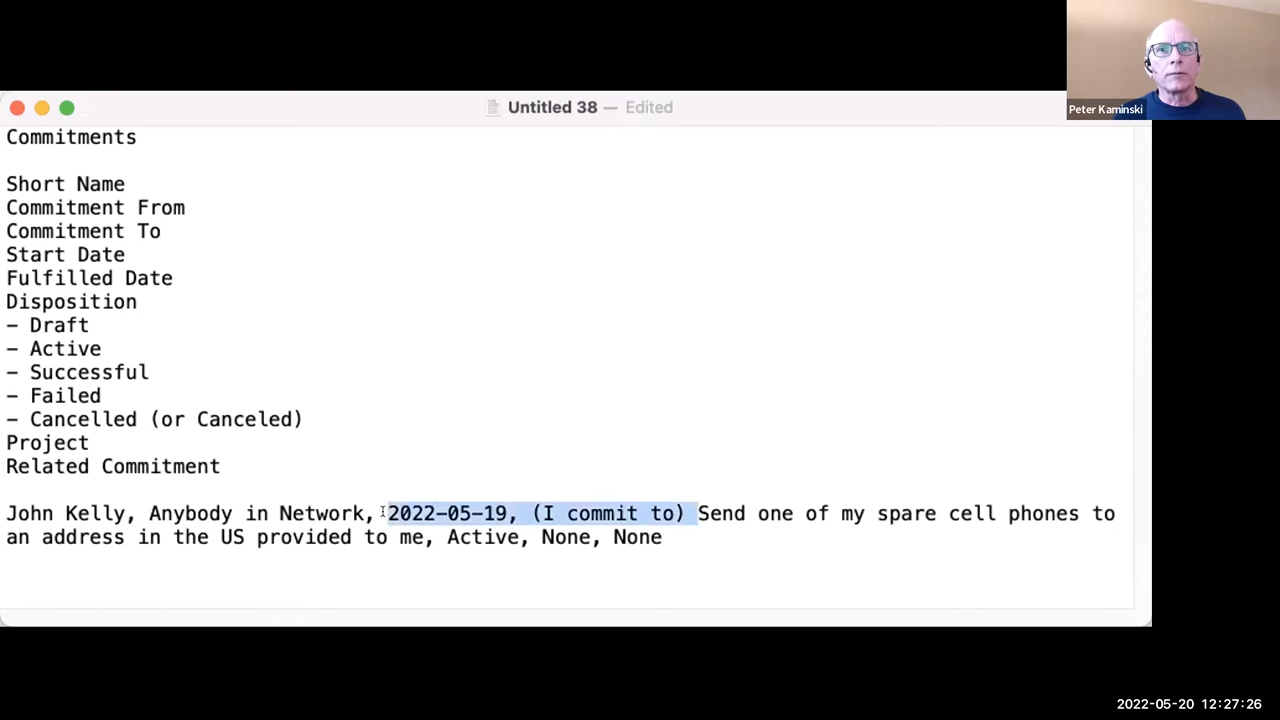 Peter Kaminski
Untitled 38 — Edited
Commitments
Short Name
Commitment From
Commitment To
Start Date
Fulfilled Date
Disposition
- Draft
- Active
- Successful
- Failed
- Cancelled (or Canceled)
Project
Related Commitment
John Kelly, Anybody in Network, 2022-05-19, (I commit to) Send one of my spare cell phones to
an address in the US provided to me, Active, None, None
2022-05-20 12:27:26